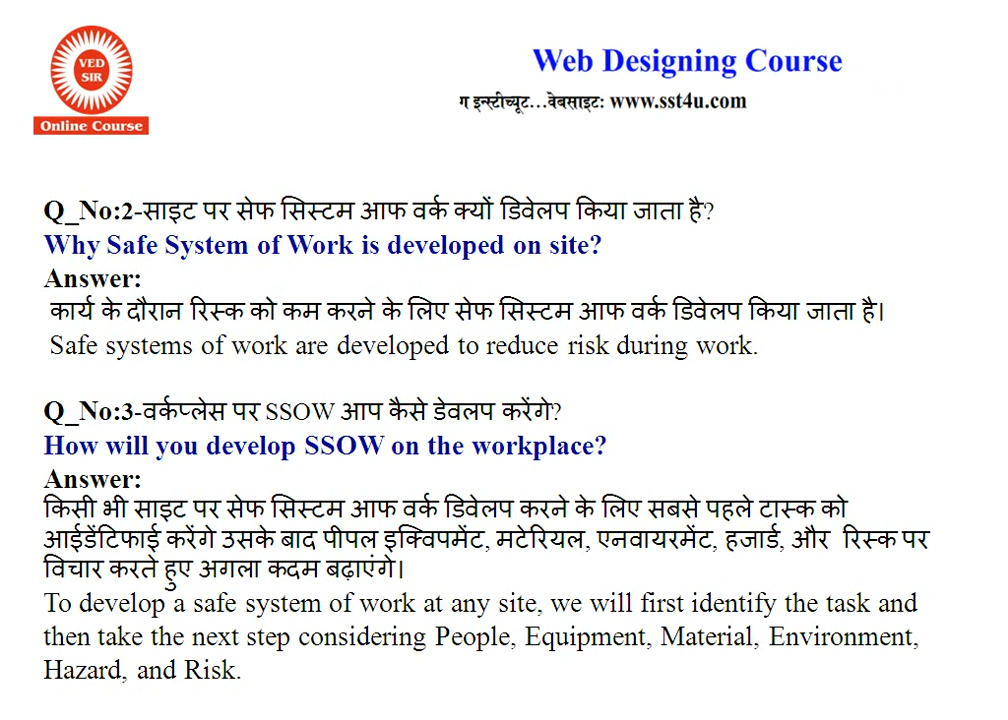 VED
SIR
Online Course
Web Designing Course
ग इन्स्टीच्यूट...वेबसाइट: www.sst4u.com
Q_No:2-साइट पर सेफ सिस्टम आफ वर्क क्यों डिवेलप किया जाता है?
Why Safe System of Work is developed on site?
Answer:
कार्य के दौरान रिस्क को कम करने के लिए सेफ सिस्टम आफ वर्क डिवेलप किया जाता है।
Safe systems of work are developed to reduce risk during work.
Q_No:3-वर्कप्लेस पर SSOW आप कैसे डेवलप करेंगे?
How will you develop SSOW on the workplace?
Answer:
किसी भी साइट पर सेफ सिस्टम आफ वर्क डिवेलप करने के लिए सबसे पहले टास्क को
आईडेंटिफाई करेंगे उसके बाद पीपल इक्विपमेंट, मटेरियल, एनवायरमेंट, हजार्ड, और रिस्क पर
विचार करते हुए अगला कदम बढ़ाएंगे।
To develop a safe system of work at any site, we will first identify the task and
then take the next step considering People, Equipment, Material, Environment,
Hazard, and Risk.